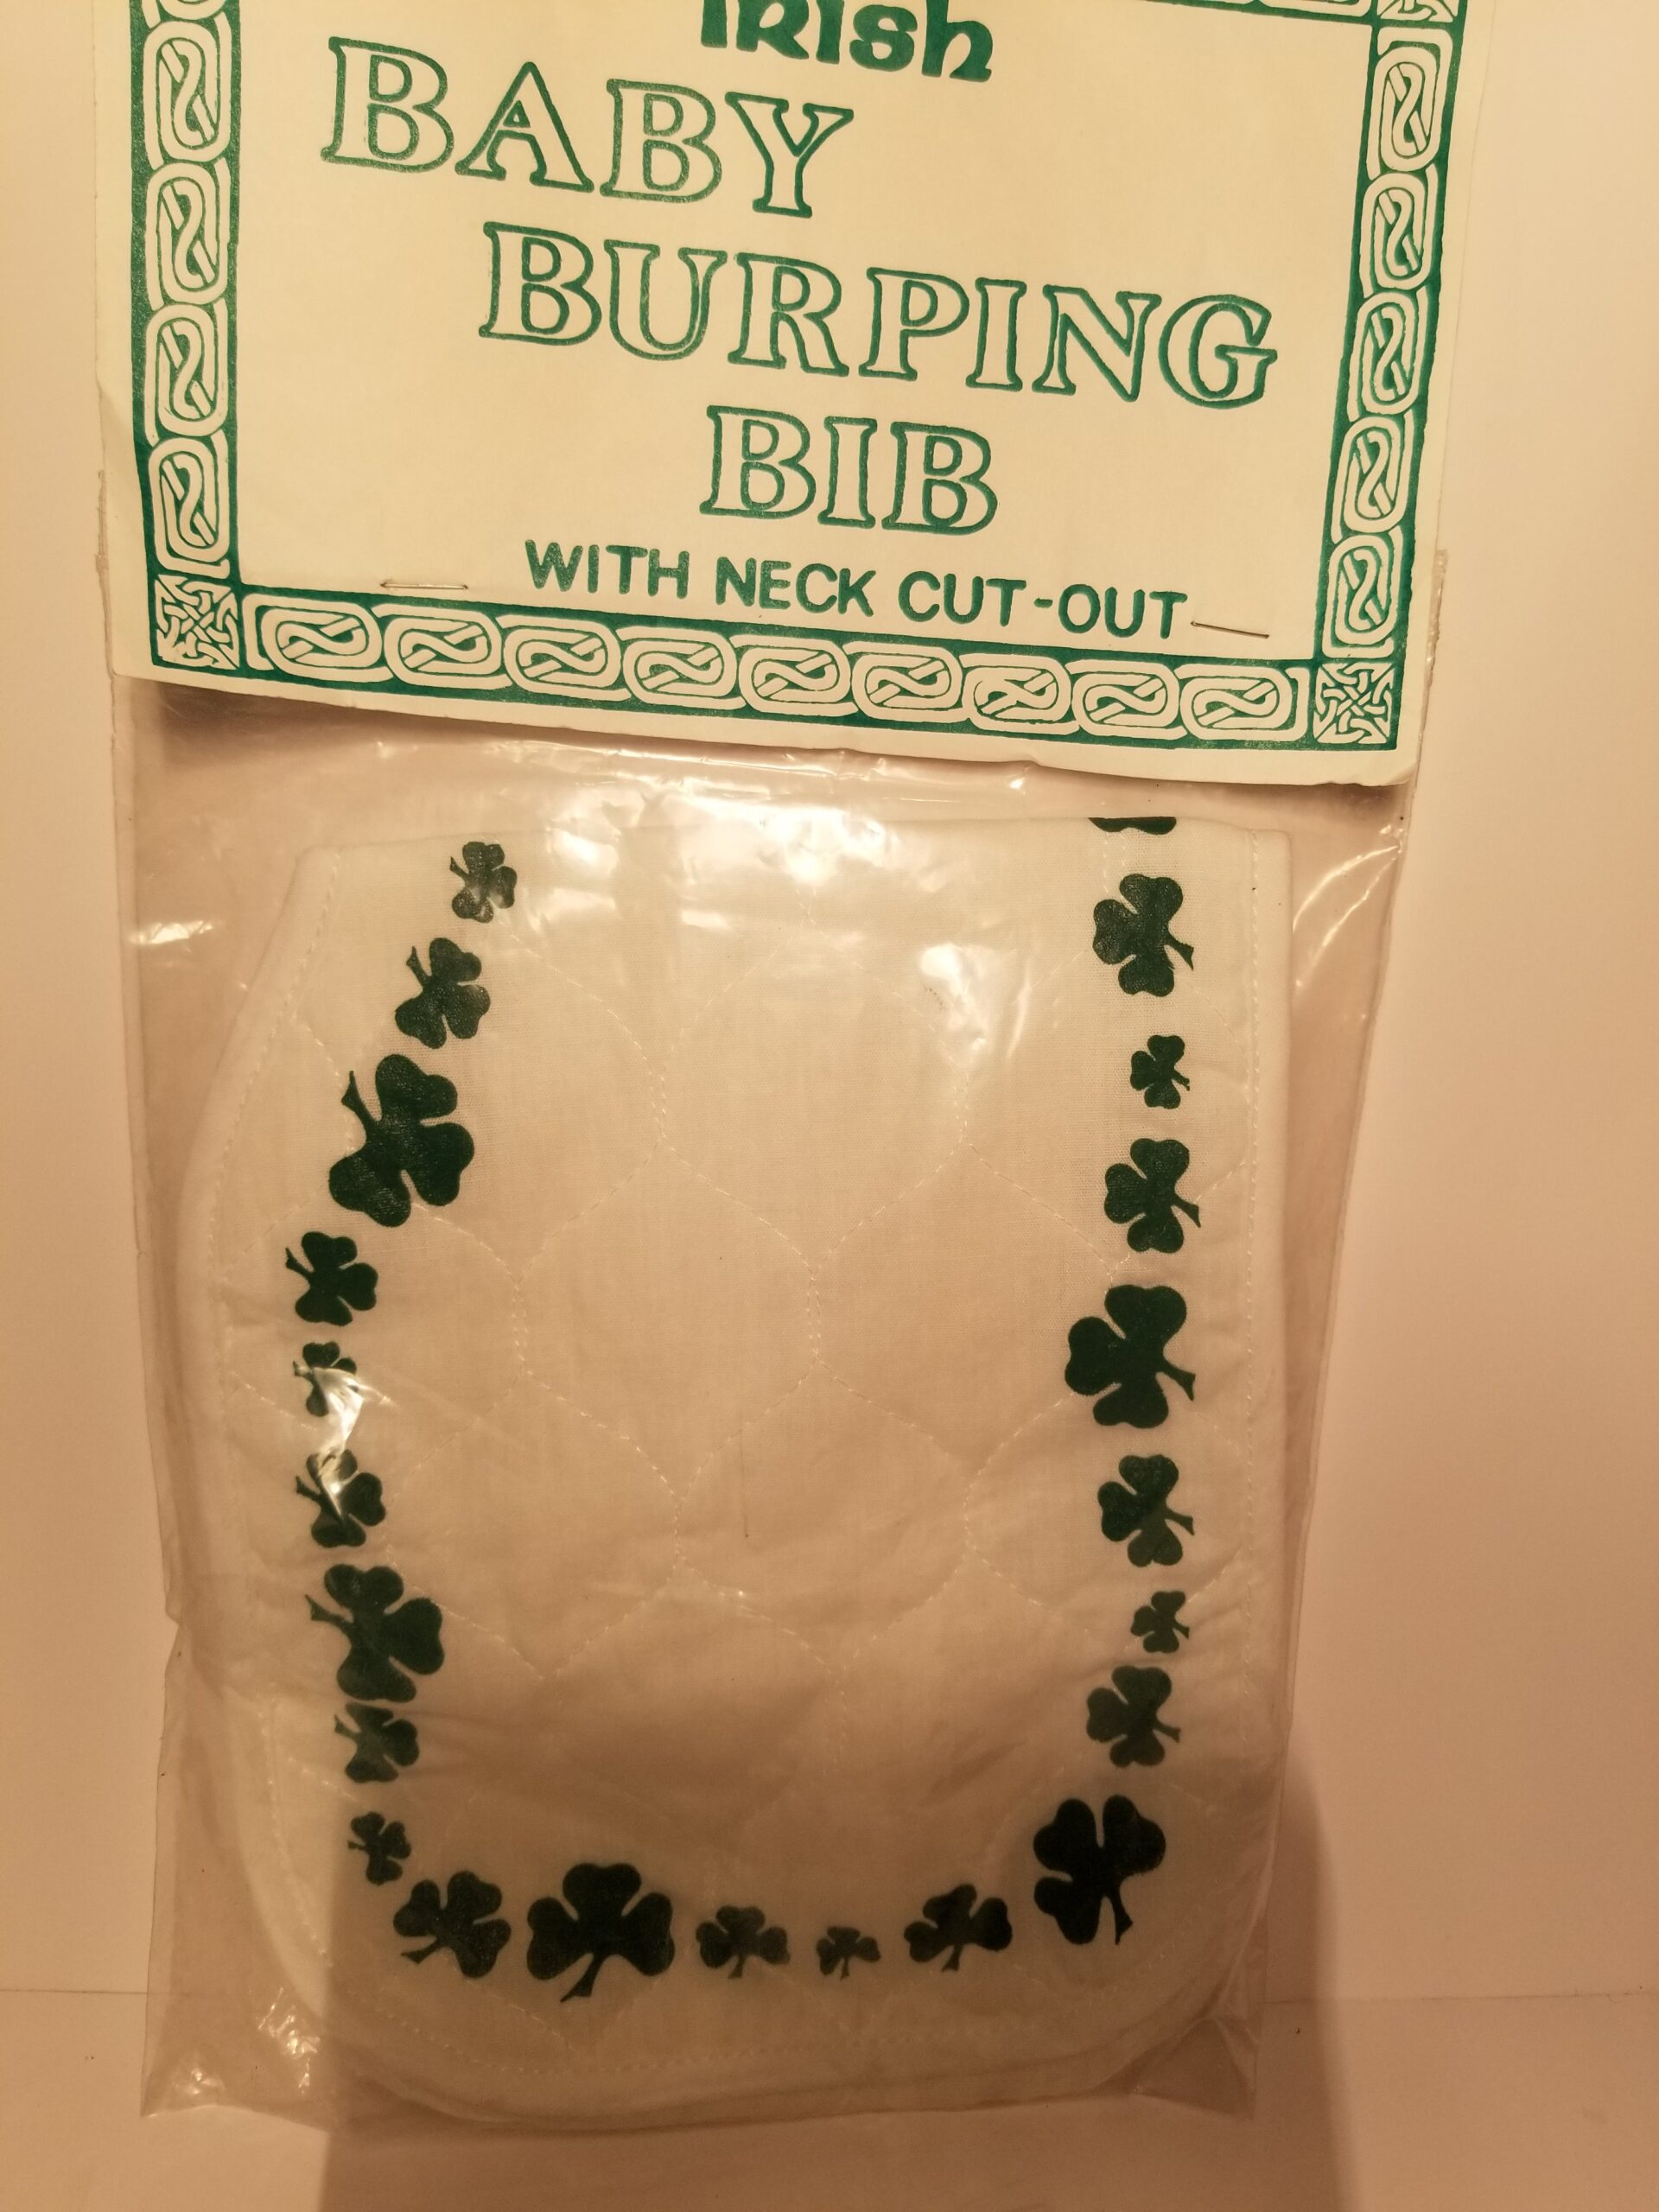 IRISH
BABY
BURPING
BIB
WITH NECK CUT-OUT